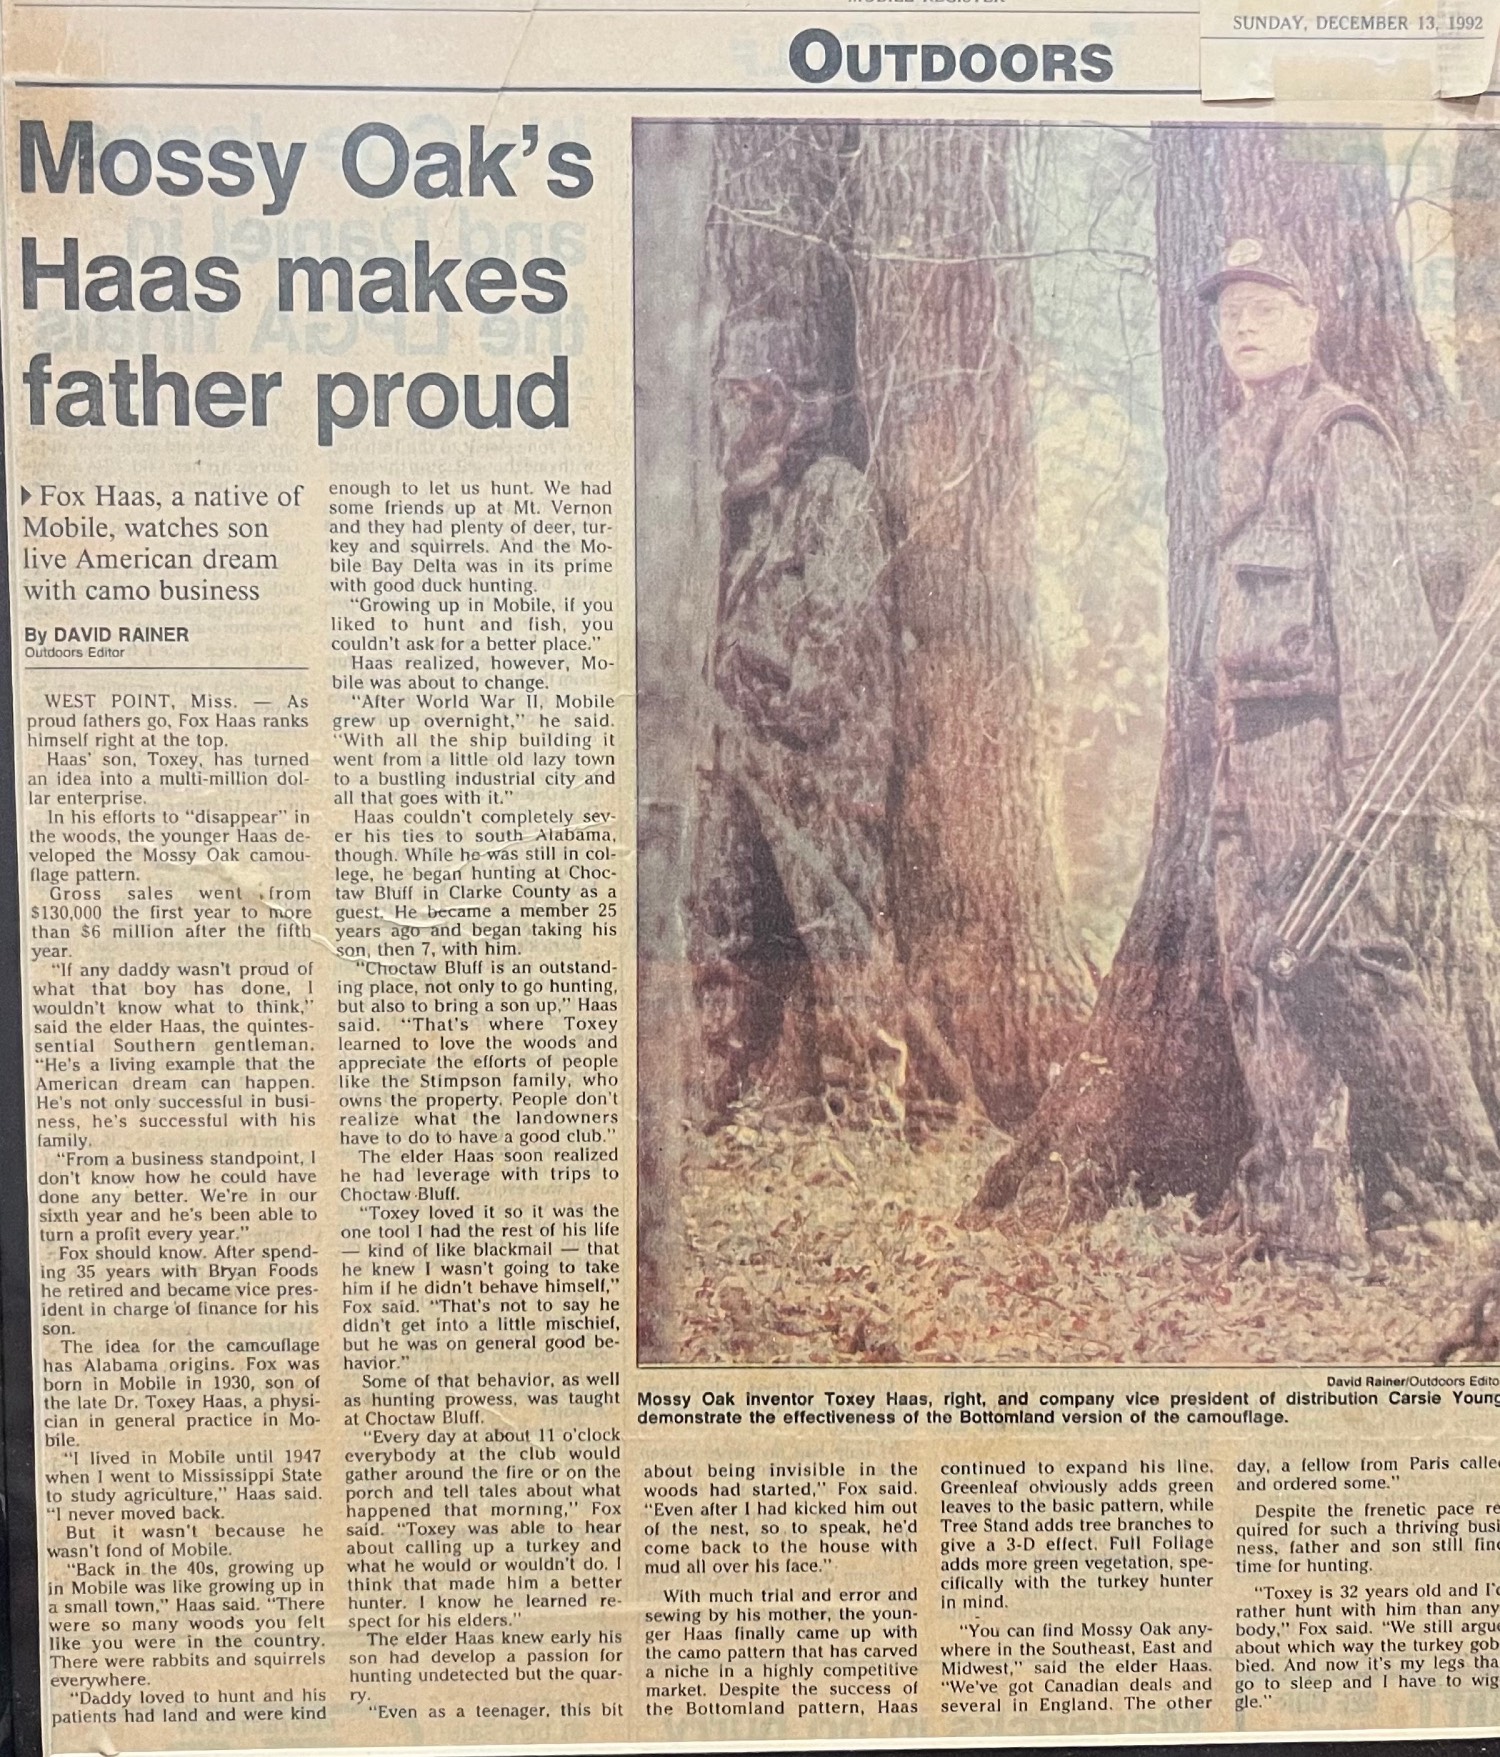 MOBILE REGISTER
SUNDAY, DECEMBER 13, 1992
OUTDOORS
Mossy Oak's
Haas makes
father proud
Fox Haas, a native of
Mobile, watches son
live American dream
with camo business
By DAVID RAINER
Outdoors Editor
WEST POINT, Miss. — As
proud fathers go, Fox Haas ranks
himself right at the top.
Haas' son, Toxey, has turned
an idea into a multi-million dol-
lar enterprise.
In his efforts to "disappear" in
the woods, the younger Haas de-
veloped the Mossy Oak camou-
flage pattern.
Gross sales went from
$130,000 the first year to more
than $6 million after the fifth
year.
"If any daddy wasn't proud of
what that boy has done, I
wouldn't know what to think,"
said the elder Haas, the quintes-
sential Southern gentleman.
"He's a living example that the
American dream can happen.
He's not only successful in busi-
ness, he's successful with his
family.
"From a business standpoint, I
don't know how he could have
done any better. We're in our
sixth year and he's been able to
turn a profit every year."
Fox should know. After spend-
ing 35 years with Bryan Foods
he retired and became vice pres-
ident in charge of finance for his
son.
The idea for the camouflage
has Alabama origins. Fox was
born in Mobile in 1930, son of
the late Dr. Toxey Haas, a physi-
cian in general practice in Mo-
bile.
"I lived in Mobile until 1947
when I went to Mississippi State
to study agriculture," Haas said.
"I never moved back.
But it wasn't because he
wasn't fond of Mobile.
"Back in the 40s, growing up
in Mobile was like growing up in
a small town," Haas said. "There
were so many woods you felt
like you were in the country.
There were rabbits and squirrels
everywhere.
"Daddy loved to hunt and his
patients had land and were kind
enough to let us hunt. We had
some friends up at Mt. Vernon
and they had plenty of deer, tur-
key and squirrels. And the Mo-
bile Bay Delta was in its prime
with good duck hunting.
"Growing up in Mobile, if you
liked to hunt and fish, you
couldn't ask for a better place."
Haas realized, however, Mo-
bile was about to change.
"After World War II, Mobile
grew up overnight," he said.
"With all the ship building it
went from a little old lazy town
to a bustling industrial city and
all that goes with it."
Haas couldn't completely sev-
er his ties to south Alabama,
though. While he was still in col-
lege, he began hunting at Choc-
taw Bluff in Clarke County as a
guest. He became a member 25
years ago and began taking his
son, then 7, with him.
"Choctaw Bluff is an outstand-
ing place, not only to go hunting,
but also to bring a son up," Haas
said. "That's where Toxey
learned to love the woods and
appreciate the efforts of people
like the Stimpson family, who
owns the property. People don't
realize what the landowners
have to do to have a good club."
The elder Haas soon realized
he had leverage with trips to
Choctaw Bluff.
"Toxey loved it so it was the
one tool I had the rest of his life
— kind of like blackmail — that
he knew I wasn't going to take
him if he didn't behave himself,"
Fox said. "That's not to say he
didn't get into a little mischief,
but he was on general good be-
havior."
Some of that behavior, as well
as hunting prowess, was taught
at Choctaw Bluff.
"Every day at about 11 o'clock
everybody at the club would
gather around the fire or on the
porch and tell tales about what
happened that morning," Fox
said. "Toxey was able to hear
about calling up a turkey and
what he would or wouldn't do. I
think that made him a better
hunter. I know he learned re-
spect for his elders."
The elder Haas knew early his
son had develop a passion for
hunting undetected but the quar-
ry.
"Even as a teenager, this bit
David Rainer/Outdoors Edito
Mossy Oak inventor Toxey Haas, right, and company vice president of distribution Carsie Young
demonstrate the effectiveness of the Bottomland version of the camouflage.
about being invisible in the
woods had started," Fox said.
"Even after I had kicked him out
of the nest, so to speak, he'd
come back to the house with
mud all over his face."
With much trial and error and
sewing by his mother, the youn-
ger Haas finally came up with
the camo pattern that has carved
a niche in a highly competitive
market. Despite the success of
the Bottomland pattern, Haas
continued to expand his line.
Greenleaf obviously adds green
leaves to the basic pattern, while
Tree Stand adds tree branches to
give a 3-D effect. Full Foliage
adds more green vegetation, spe-
cifically with the turkey hunter
in mind.
"You can find Mossy Oak any-
where in the Southeast, East and
Midwest," said the elder Haas.
"We've got Canadian deals and
several in England. The other
day, a fellow from Paris calle
and ordered some."
Despite the frenetic pace re
quired for such a thriving busi
ness, father and son still fin
time for hunting.
"Toxey is 32 years old and I'd
rather hunt with him than any
body," Fox said. "We still argu
about which way the turkey gob
bled. And now it's my legs tha
go to sleep and I have to wig
gle."